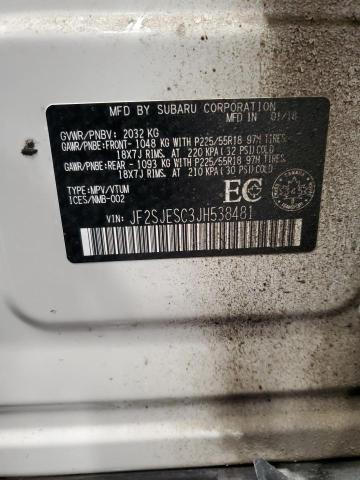 MFD BY SUBARU CORPORATION
MFD IN 01/18
GVWR/PNBV: 2032 KG
GAWR/PNBE:FRONT- 1048 KG WITH P225/55R18 97H TIRES
18X7J RIMS. AT 220 KPA (32 PSI) COLD
GAWR/PNBE:REAR - 1093 KG WITH P225/55R18 97H TIRES
18X7J RIMS. AT 210 KPA (30 PSI) COLD
TYPE:MPV/VTUM
ICES/NMB-002
EC
VIN: JF2SJESC3JH538481